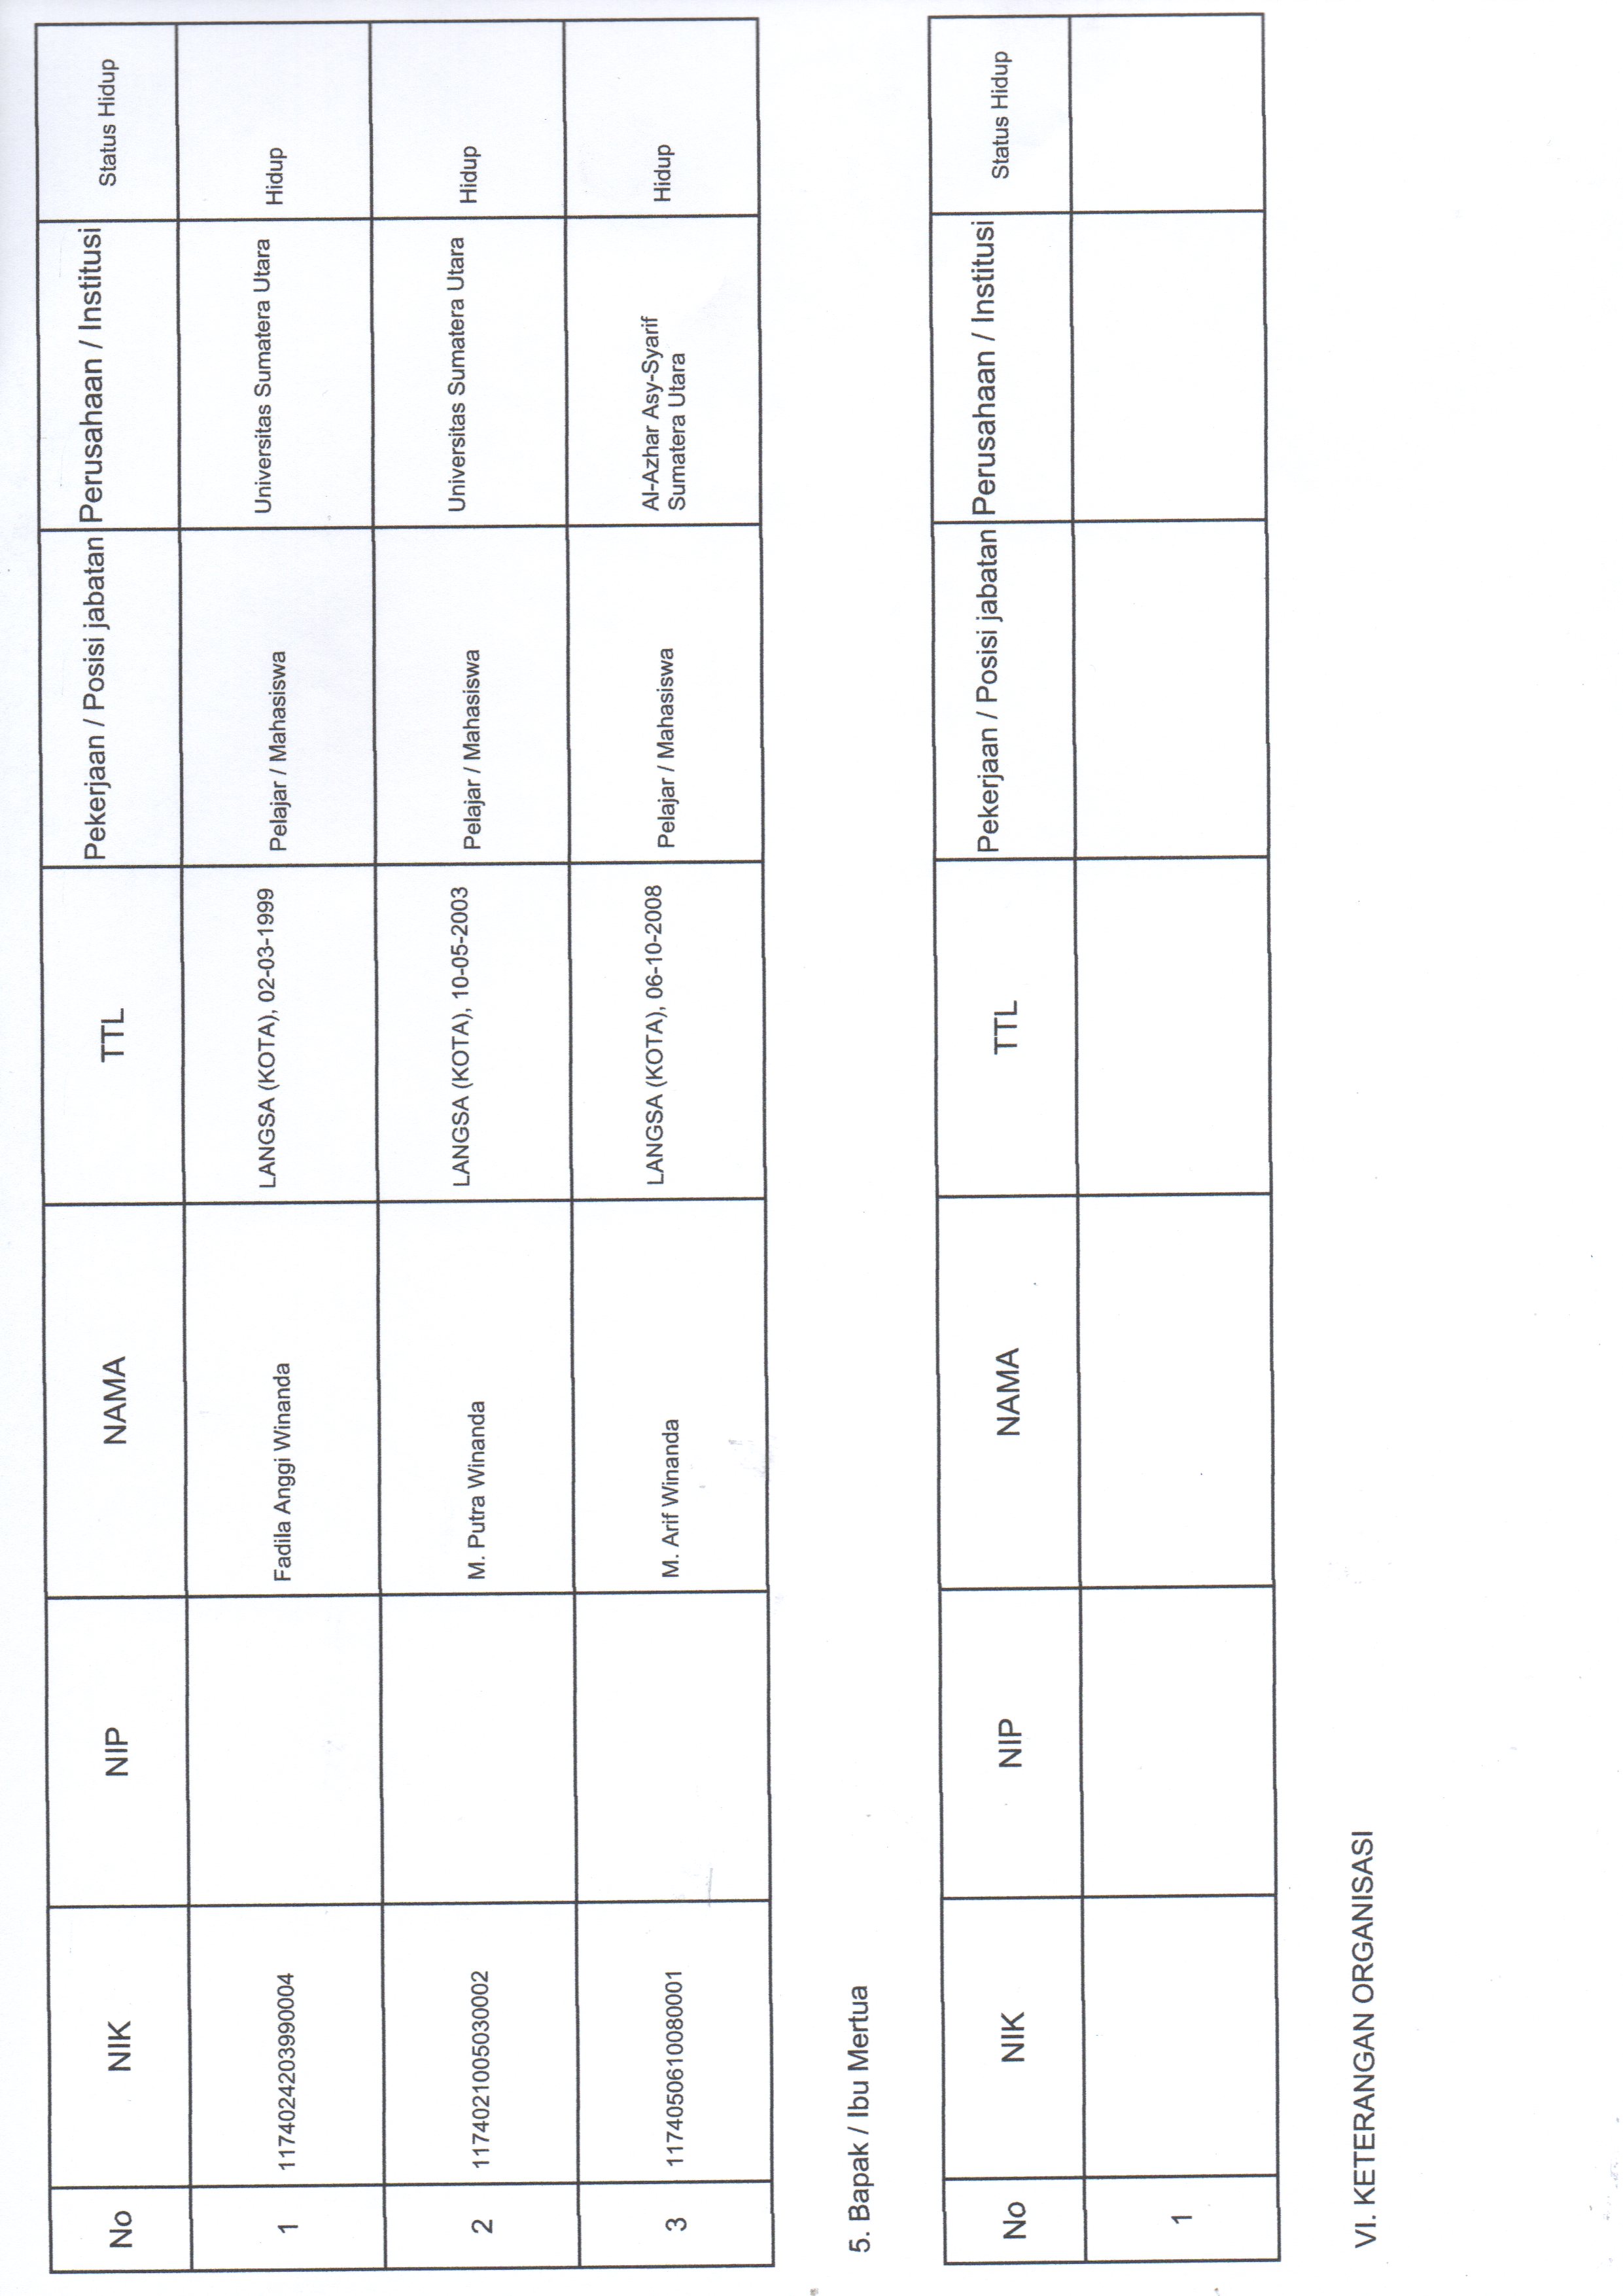 No NIK NIP NAMA TTL Pekerjaan / Posisi jabatan Perusahaan / Institusi Status Hidup
1 1174024203990004 Fadila Anggi Winanda LANGSA (KOTA), 02-03-1999 Pelajar / Mahasiswa Universitas Sumatera Utara Hidup
2 1174021005030002 M. Putra Winanda LANGSA (KOTA), 10-05-2003 Pelajar / Mahasiswa Universitas Sumatera Utara Hidup
3 1174050610080001 M. Arif Winanda LANGSA (KOTA), 06-10-2008 Pelajar / Mahasiswa Al-Azhar Asy-Syarif
Sumatera Utara Hidup
5. Bapak / Ibu Mertua
No NIK NIP NAMA TTL Pekerjaan / Posisi jabatan Perusahaan / Institusi Status Hidup
1
VI. KETERANGAN ORGANISASI